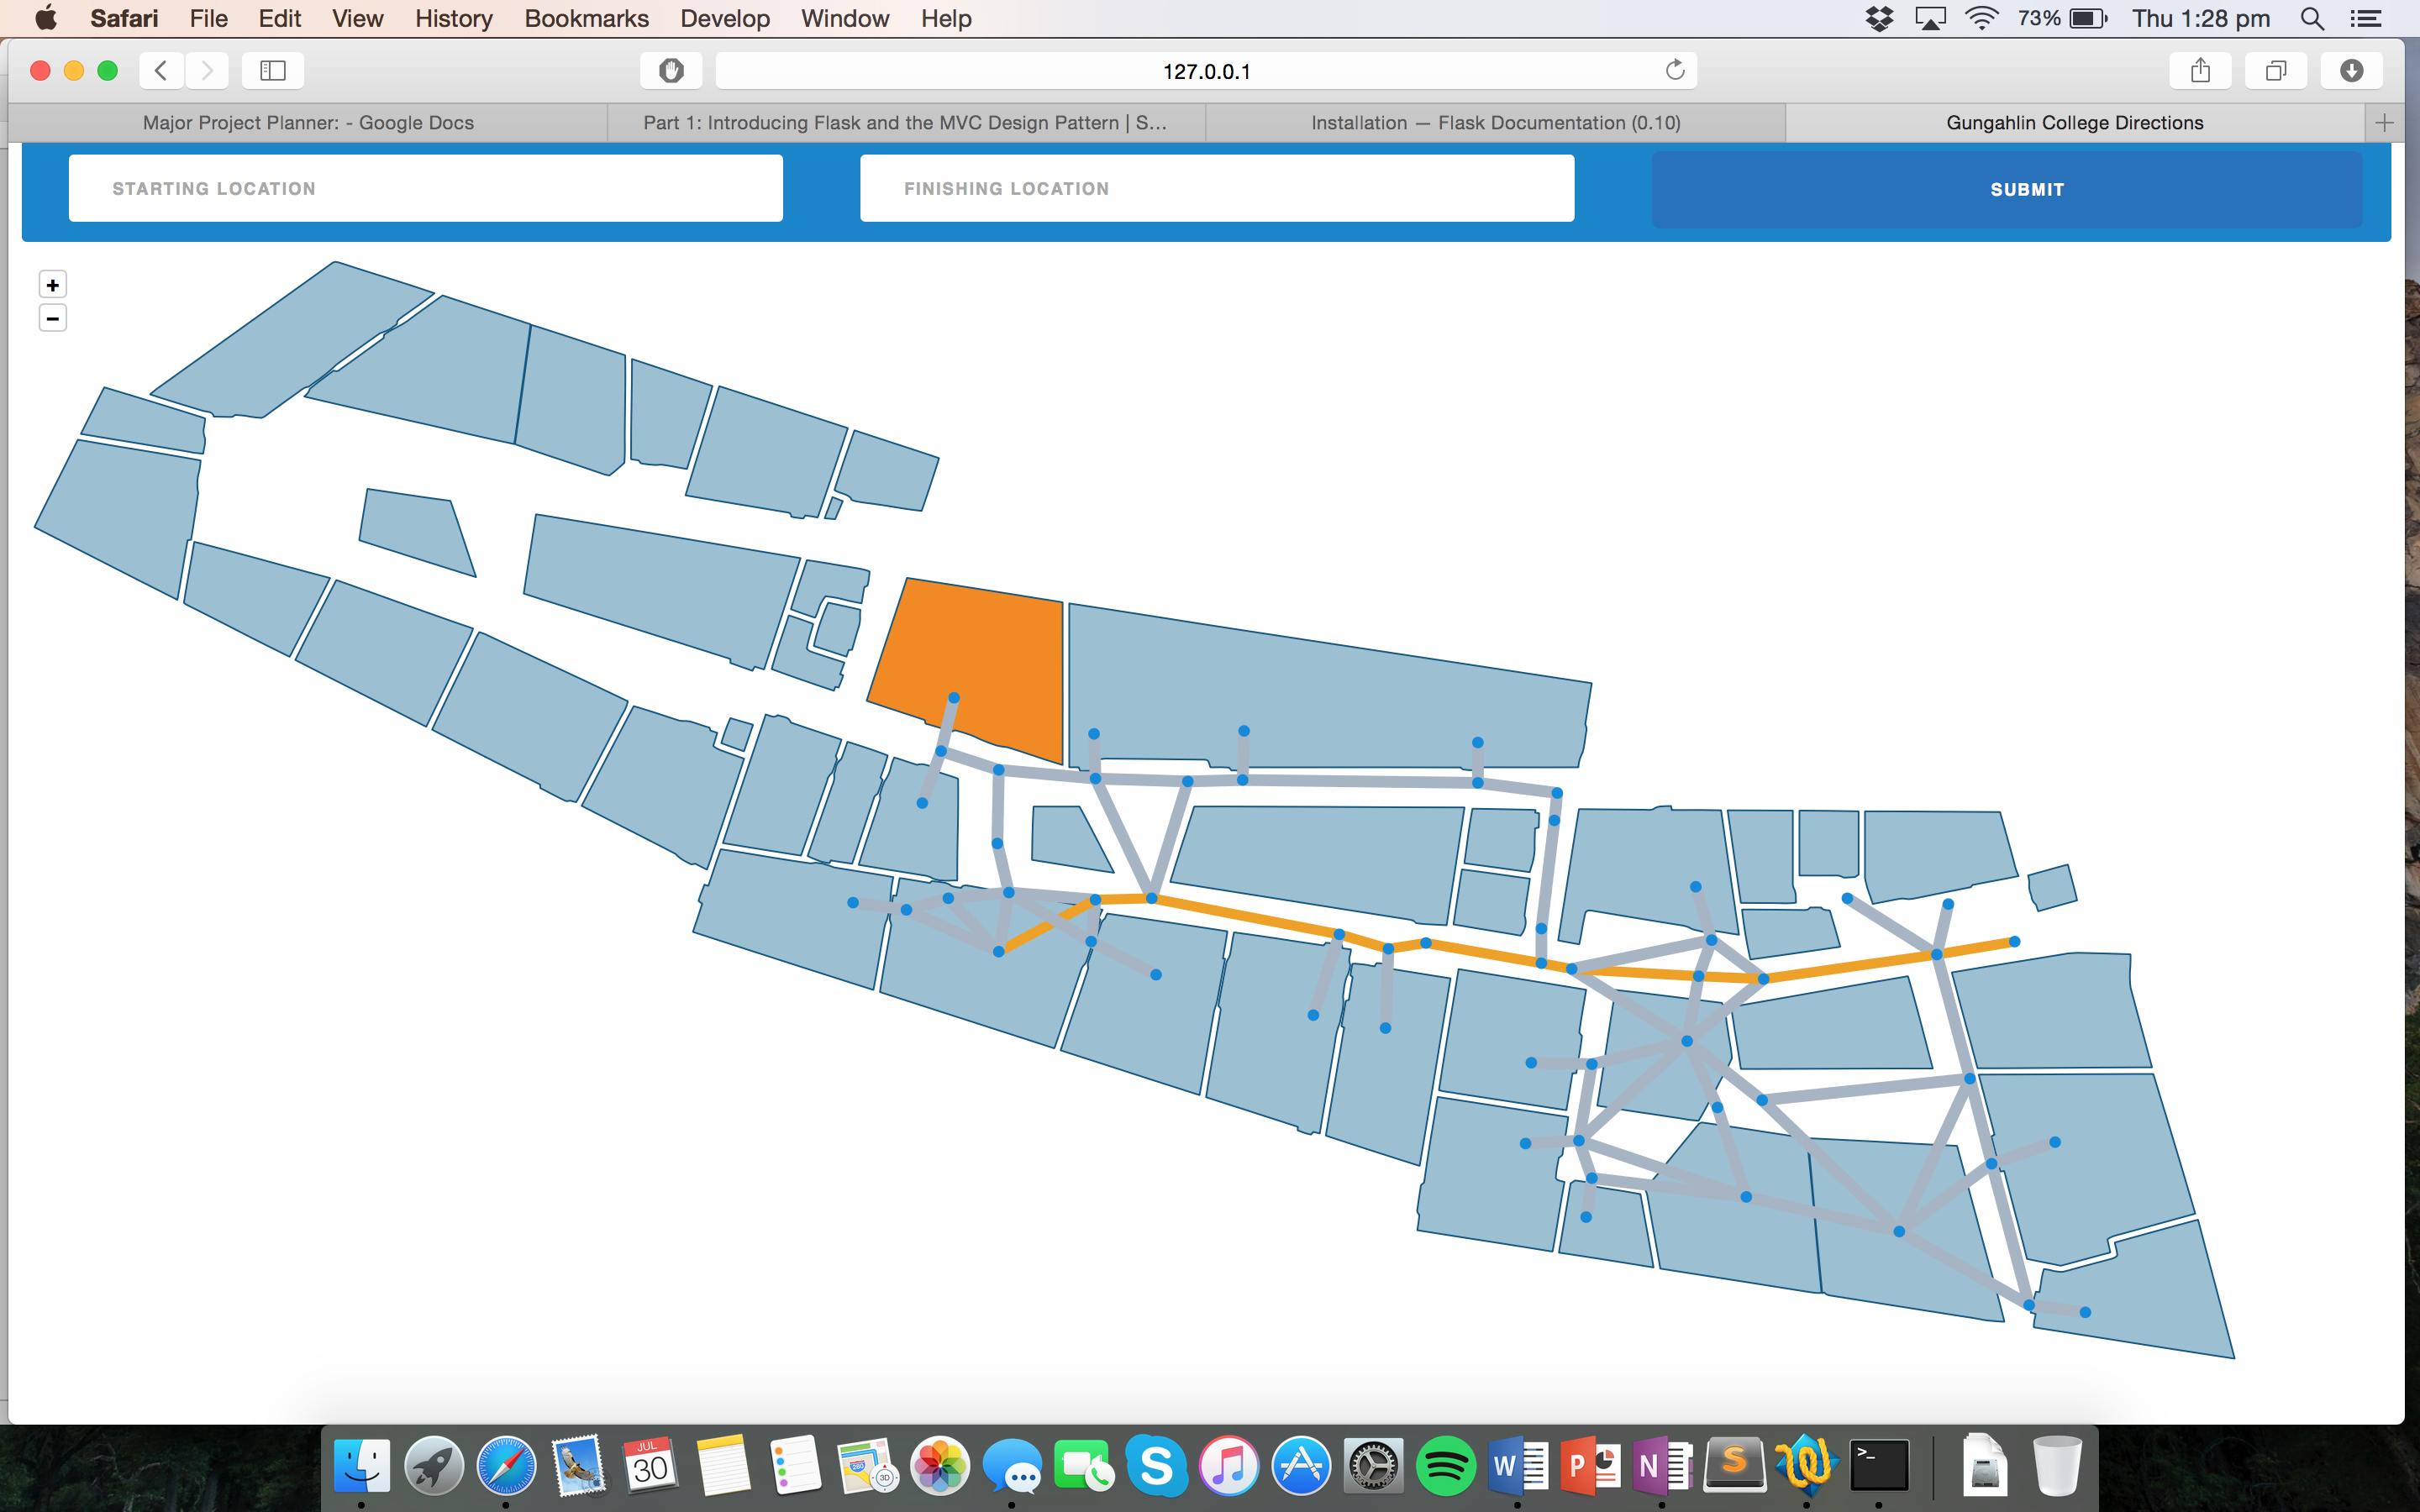 Safari File Edit View History Bookmarks Develop Window Help 73% Thu 1:28 pm
127.0.0.1
Major Project Planner: - Google Docs
Part 1: Introducing Flask and the MVC Design Pattern | S...
Installation — Flask Documentation (0.10)
Gungahlin College Directions
STARTING LOCATION
FINISHING LOCATION
SUBMIT
+
−
JUL
30
280
3D
S
W
P
N
S
>_